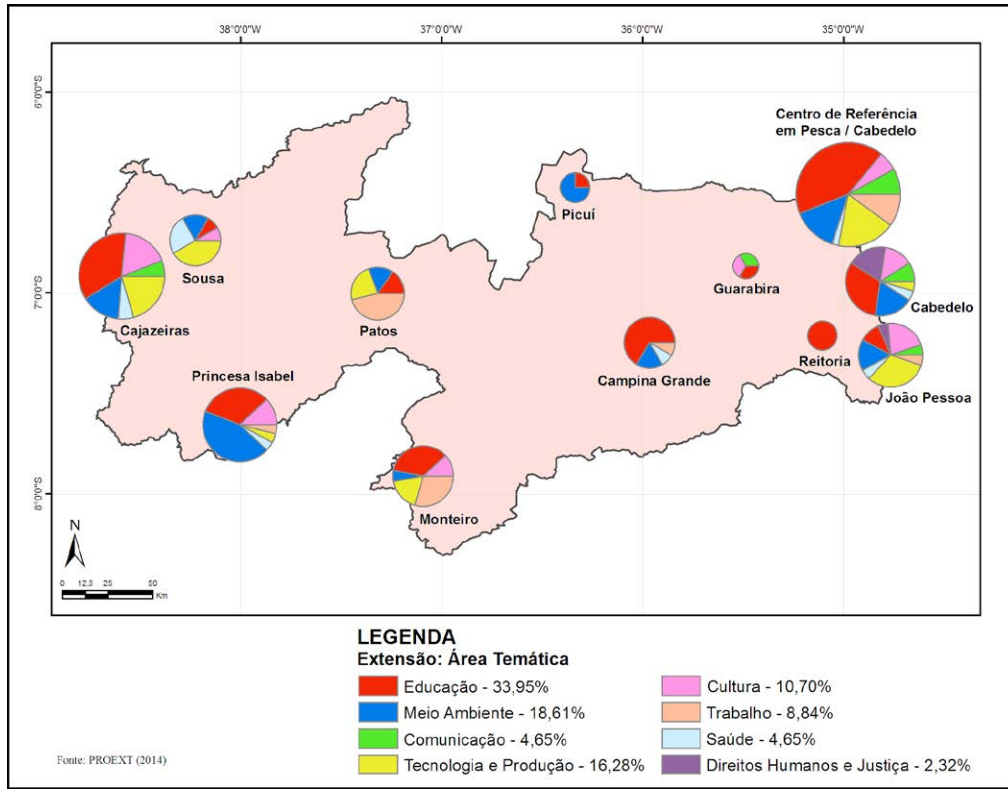 38°0'0"W
37°0'0"W
36°0'0"W
35°0'0"W
6°0'0"S
7°0'0"S
8°0'0"S
Centro de Referência
em Pesca / Cabedelo
Picuí
Sousa
Guarabira
Cabedelo
Cajazeiras
Patos
Reitoria
Campina Grande
João Pessoa
Princesa Isabel
Monteiro
N
0 12,5 25 50
Km
LEGENDA
Extensão: Área Temática
Educação - 33,95%
Cultura - 10,70%
Meio Ambiente - 18,61%
Trabalho - 8,84%
Comunicação - 4,65%
Saúde - 4,65%
Tecnologia e Produção - 16,28%
Direitos Humanos e Justiça - 2,32%
Fonte: PROEXT (2014)